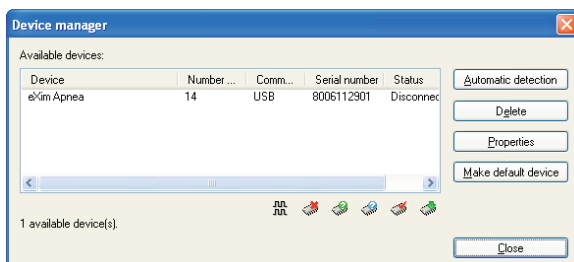 Device manager
Available devices:
Device Number ... Comm... Serial number Status
eXim Apnea 14 USB 8006112901 Disconnec
Automatic detection
Delete
Properties
Make default device
1 available device(s).
Close